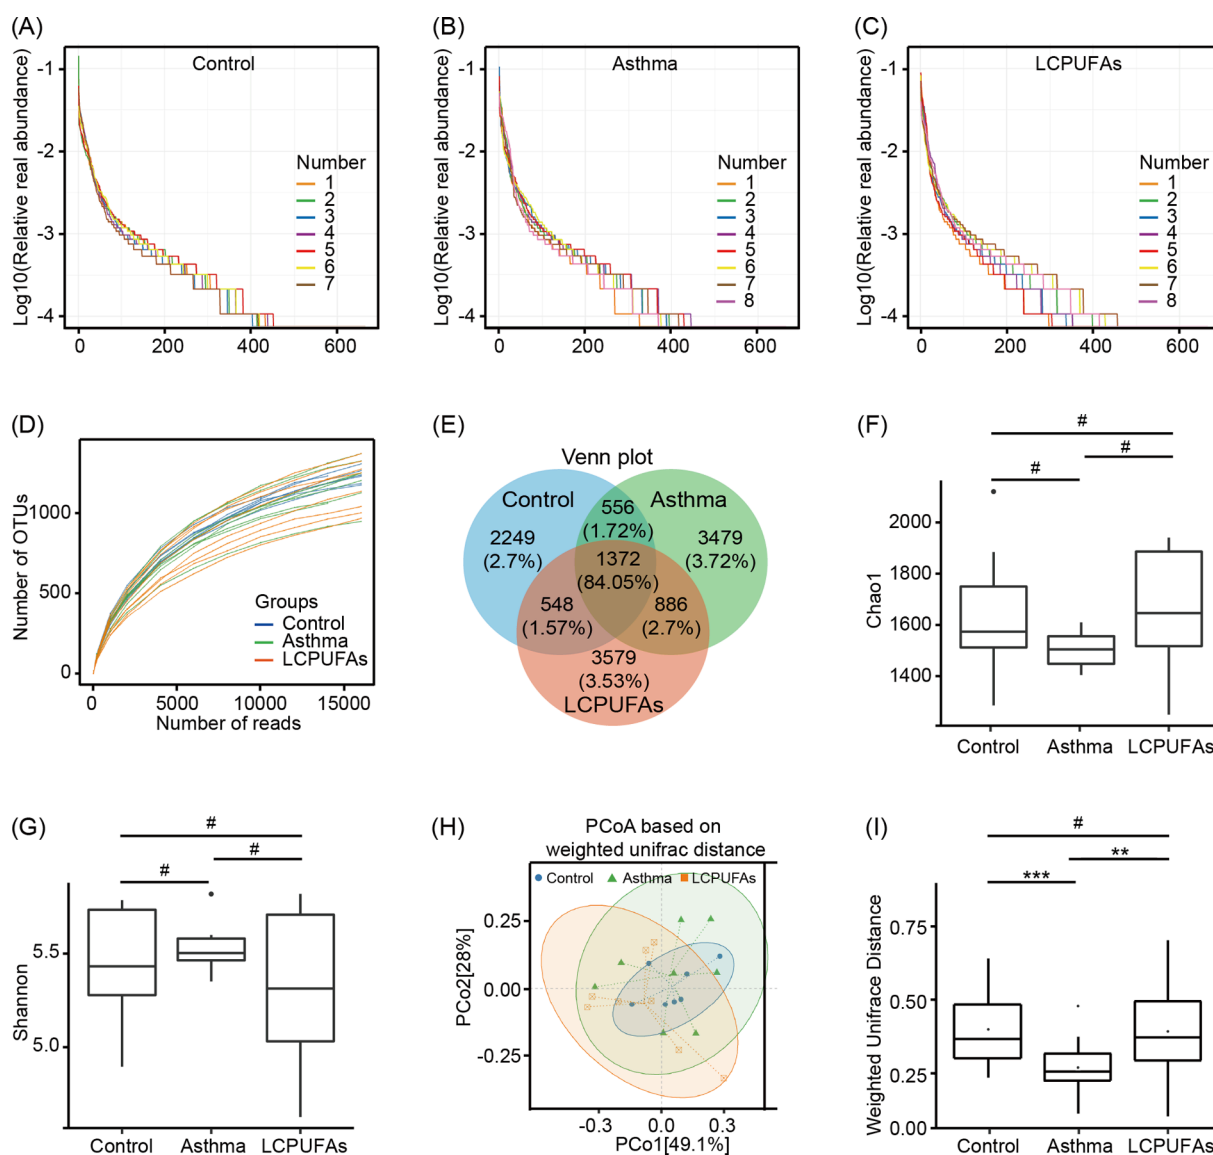 (A)
Control
Log10(Relative real abundance)
-1
-2
-3
-4
0
200
400
600
Number
1
2
3
4
5
6
7
(B)
Asthma
Log10(Relative real abundance)
-1
-2
-3
-4
0
200
400
600
Number
1
2
3
4
5
6
7
8
(C)
LCPUFAs
Log10(Relative real abundance)
-1
-2
-3
-4
0
200
400
600
Number
1
2
3
4
5
6
7
8
(D)
Number of OTUs
1000
500
0
0
5000
10000
15000
Number of reads
Groups
Control
Asthma
LCPUFAs
(E)
Venn plot
Control
Asthma
556
(1.72%)
2249
(2.7%)
3479
(3.72%)
1372
(84.05%)
548
(1.57%)
886
(2.7%)
3579
(3.53%)
LCPUFAs
(F)
#
#
#
Chao1
2000
1800
1600
1400
Control
Asthma
LCPUFAs
(G)
#
#
#
Shannon
5.5
5.0
Control
Asthma
LCPUFAs
(H)
PCoA based on
weighted unifrac distance
Control
Asthma
LCPUFAs
PCo2[28%]
0.25
0.00
-0.25
-0.3
0.0
0.3
PCo1[49.1%]
(I)
#
**
***
Weighted Unifrace Distance
0.75
0.50
0.25
0.00
Control
Asthma
LCPUFAs